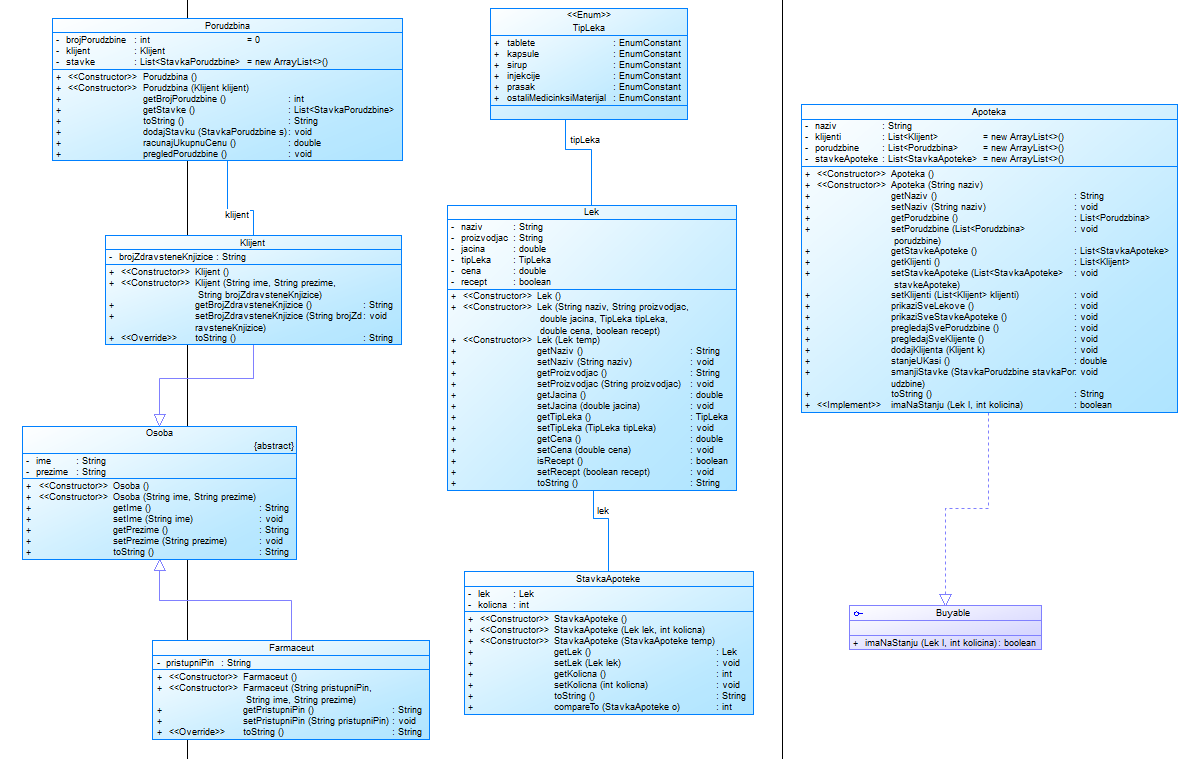 Porudzbina
- brojPorudzbine : int = 0
- klijent : Klijent
- stavke : List<StavkaPorudzbine> = new ArrayList<>()
+ <<Constructor>> Porudzbina ()
+ <<Constructor>> Porudzbina (Klijent klijent)
+ getBrojPorudzbine () : int
+ getStavke () : List<StavkaPorudzbine>
+ toString () : String
+ dodajStavku (StavkaPorudzbine s) : void
+ racunajUkupnuCenu () : double
+ pregledPorudzbine () : void
klijent
Klijent
- brojZdravsteneKnjizice : String
+ <<Constructor>> Klijent ()
+ <<Constructor>> Klijent (String ime, String prezime,
String brojZdravsteneKnjizice)
+ getBrojZdravsteneKnjizice () : String
+ setBrojZdravsteneKnjizice (String brojZd : void
ravsteneKnjizice)
+ <<Override>> toString () : String
Osoba
{abstract}
- ime : String
- prezime : String
+ <<Constructor>> Osoba ()
+ <<Constructor>> Osoba (String ime, String prezime)
+ getIme () : String
+ setIme (String ime) : void
+ getPrezime () : String
+ setPrezime (String prezime) : void
+ toString () : String
Farmaceut
- pristupniPin : String
+ <<Constructor>> Farmaceut ()
+ <<Constructor>> Farmaceut (String pristupniPin,
String ime, String prezime)
+ getPristupniPin () : String
+ setPristupniPin (String pristupniPin) : void
+ <<Override>> toString () : String
<<Enum>>
TipLeka
+ tablete : EnumConstant
+ kapsule : EnumConstant
+ sirup : EnumConstant
+ injekcije : EnumConstant
+ prasak : EnumConstant
+ ostaliMedicinksiMaterijal : EnumConstant
tipLeka
Lek
- naziv : String
- proizvodjac : String
- jacina : double
- tipLeka : TipLeka
- cena : double
- recept : boolean
+ <<Constructor>> Lek ()
+ <<Constructor>> Lek (String naziv, String proizvodjac,
double jacina, TipLeka tipLeka,
double cena, boolean recept)
+ <<Constructor>> Lek (Lek temp)
+ getNaziv () : String
+ setNaziv (String naziv) : void
+ getProizvodjac () : String
+ setProizvodjac (String proizvodjac) : void
+ getJacina () : double
+ setJacina (double jacina) : void
+ getTipLeka () : TipLeka
+ setTipLeka (TipLeka tipLeka) : void
+ getCena () : double
+ setCena (double cena) : void
+ isRecept () : boolean
+ setRecept (boolean recept) : void
+ toString () : String
lek
StavkaApoteke
- lek : Lek
- kolicna : int
+ <<Constructor>> StavkaApoteke ()
+ <<Constructor>> StavkaApoteke (Lek lek, int kolicna)
+ <<Constructor>> StavkaApoteke (StavkaApoteke temp)
+ getLek () : Lek
+ setLek (Lek lek) : void
+ getKolicna () : int
+ setKolicna (int kolicna) : void
+ toString () : String
+ compareTo (StavkaApoteke o) : int
Apoteka
- naziv : String
- klijenti : List<Klijent> = new ArrayList<>()
- porudzbine : List<Porudzbina> = new ArrayList<>()
- stavkeApoteke : List<StavkaApoteke> = new ArrayList<>()
+ <<Constructor>> Apoteka ()
+ <<Constructor>> Apoteka (String naziv)
+ getNaziv () : String
+ setNaziv (String naziv) : void
+ getPorudzbine () : List<Porudzbina>
+ setPorudzbine (List<Porudzbina> : void
porudzbine)
+ getStavkeApoteke () : List<StavkaApoteke>
+ getKlijenti () : List<Klijent>
+ setStavkeApoteke (List<StavkaApoteke> : void
stavkeApoteke)
+ setKlijenti (List<Klijent> klijenti) : void
+ prikaziSveLekove () : void
+ prikaziSveStavkeApoteke () : void
+ pregledajSvePorudzbine () : void
+ pregledajSveKlijente () : void
+ dodajKlijenta (Klijent k) : void
+ stanjeUKasi () : double
+ smanjiStavke (StavkaPorudzbine stavkaPor : void
udzbine)
+ toString () : String
+ <<Implement>> imaNaStanju (Lek l, int kolicina) : boolean
Buyable
+ imaNaStanju (Lek l, int kolicina) : boolean